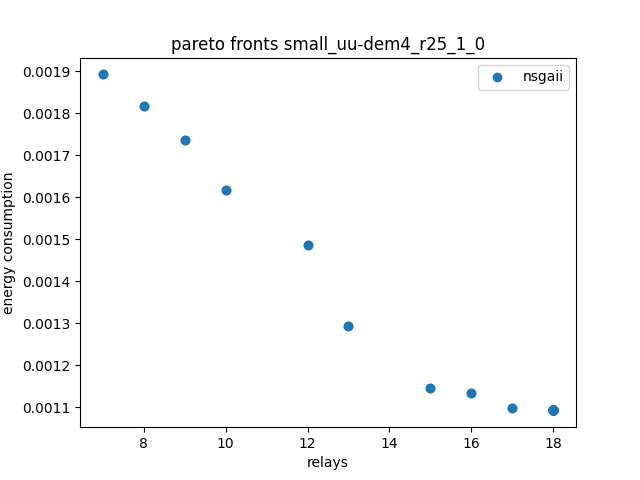 pareto fronts small_uu-dem4_r25_1_0
nsgaii
0.0019
0.0018
0.0017
0.0016
0.0015
0.0014
0.0013
0.0012
0.0011
energy consumption
8 10 12 14 16 18
relays